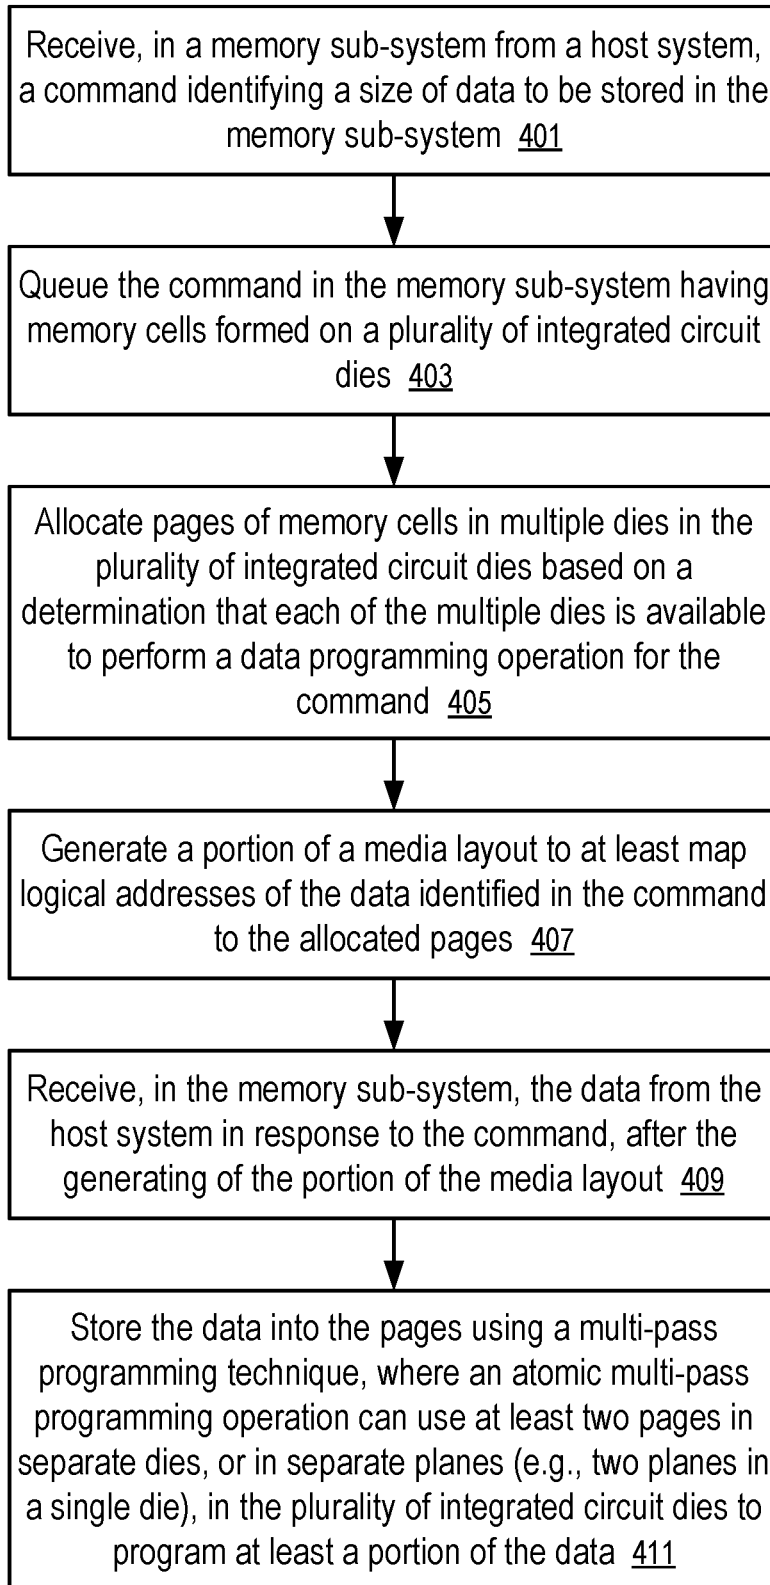 Receive, in a memory sub-system from a host system,
a command identifying a size of data to be stored in the
memory sub-system 401
Queue the command in the memory sub-system having
memory cells formed on a plurality of integrated circuit
dies 403
Allocate pages of memory cells in multiple dies in the
plurality of integrated circuit dies based on a
determination that each of the multiple dies is available
to perform a data programming operation for the
command 405
Generate a portion of a media layout to at least map
logical addresses of the data identified in the command
to the allocated pages 407
Receive, in the memory sub-system, the data from the
host system in response to the command, after the
generating of the portion of the media layout 409
Store the data into the pages using a multi-pass
programming technique, where an atomic multi-pass
programming operation can use at least two pages in
separate dies, or in separate planes (e.g., two planes in
a single die), in the plurality of integrated circuit dies to
program at least a portion of the data 411